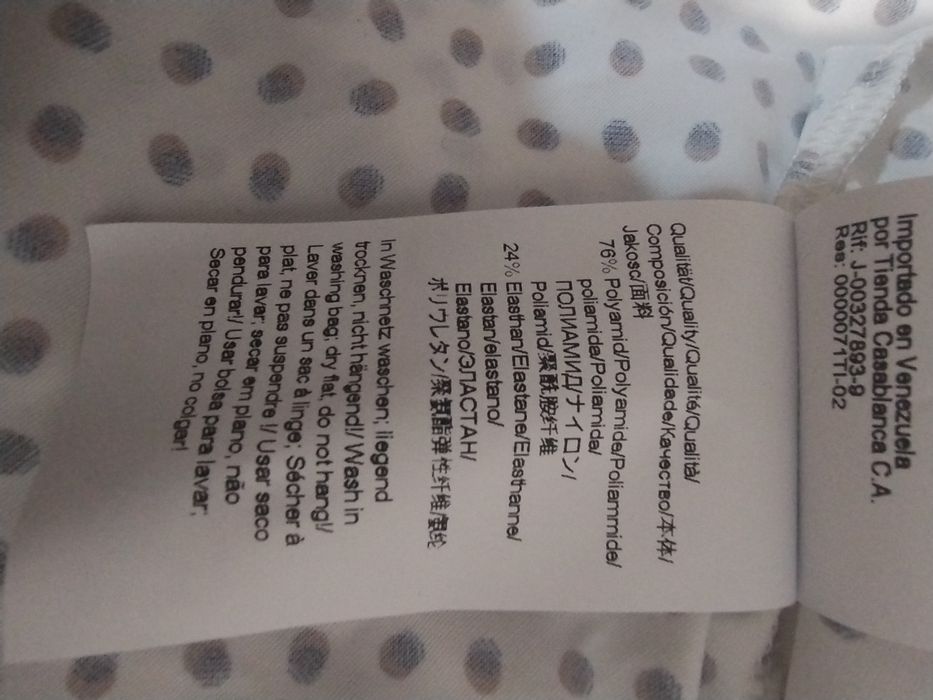 Importado en Venezuela
por Tienda Casablanca C.A.
Rif: J-00327893-9
Res: 0000071TI-02
Qualität/Quality/Qualité/Qualità/
Composición/Qualidade/Качество/本体/
Jakosc/面料
76% Polyamid/Polyamide/Poliammide/
poliamida/Poliamida/
ПОЛИАМИД/ナイロン/
Poliamid/聚酰胺纤维
24% Elasthan/Elastane/Elasthanne/
Elastan/elastano/
Elastano/ЭЛАСТАН/
ポリウレタン/聚氨酯弹性纤维/氨纶
In Waschnetz waschen; liegend
trocknen, nicht hängend!/ Wash in
washing bag; dry flat, do not hang!/
Laver dans un sac à linge; Sécher à
plat, ne pas suspendre !/ Usar saco
para lavar; secar em plano, não
pendurar!/ Usar bolsa para lavar;
Secar en plano, no colgar!